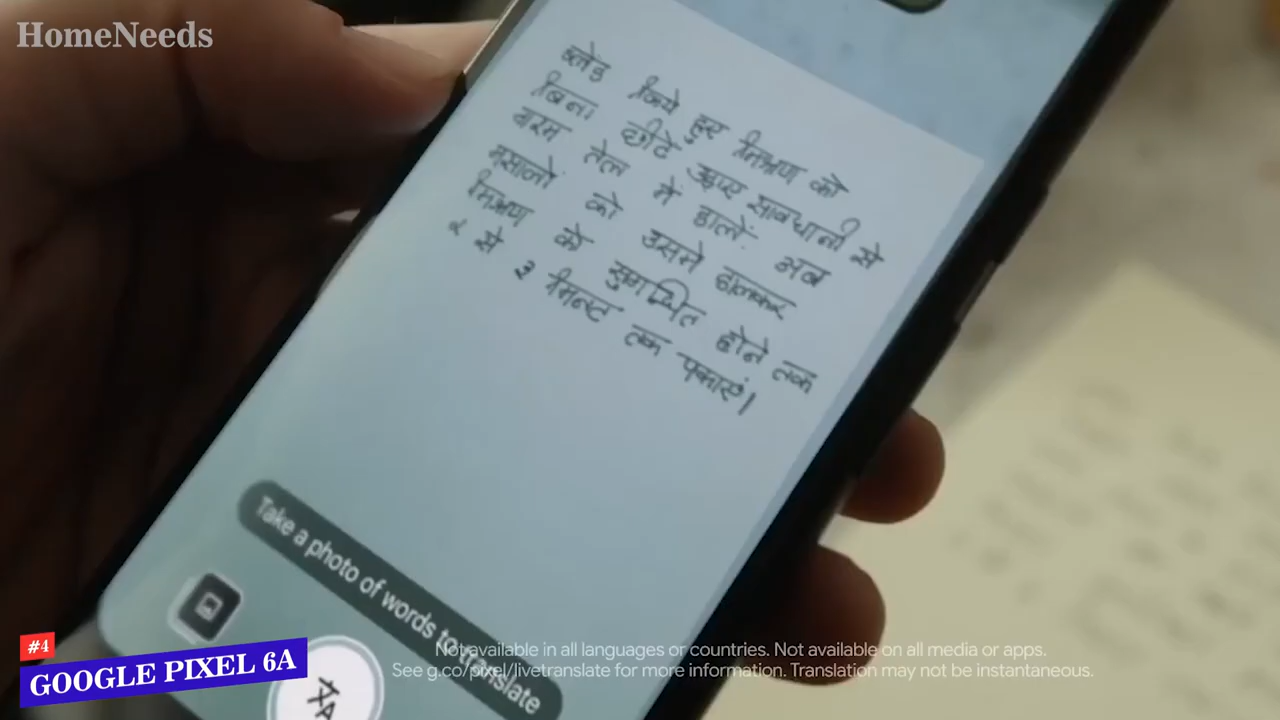 HomeNeeds
ब्लेंड किये हुए मिश्रण को
बिना छींटे उड़ाए सावधानी से
गरम तेल में डालें. अब
मसालों को उसमे डालकर
मिश्रण को सुगन्धित होने तक
२ से ३ मिनट तक पकाएं।
Take a photo of words to translate
#4
GOOGLE PIXEL 6A
Not available in all languages or countries. Not available on all media or apps.
See g.co/pixel/livetranslate for more information. Translation may not be instantaneous.